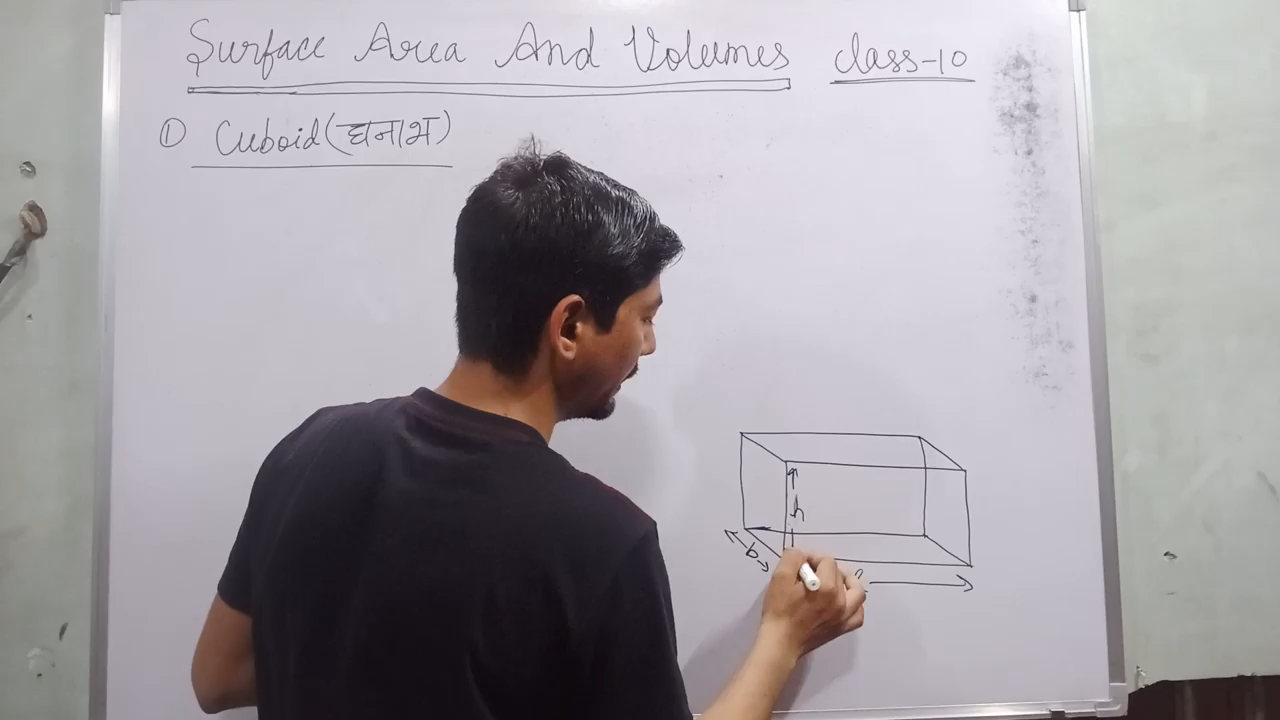 Surface Area And Volumes class-10
① Cuboid (घनाभ)
h
b